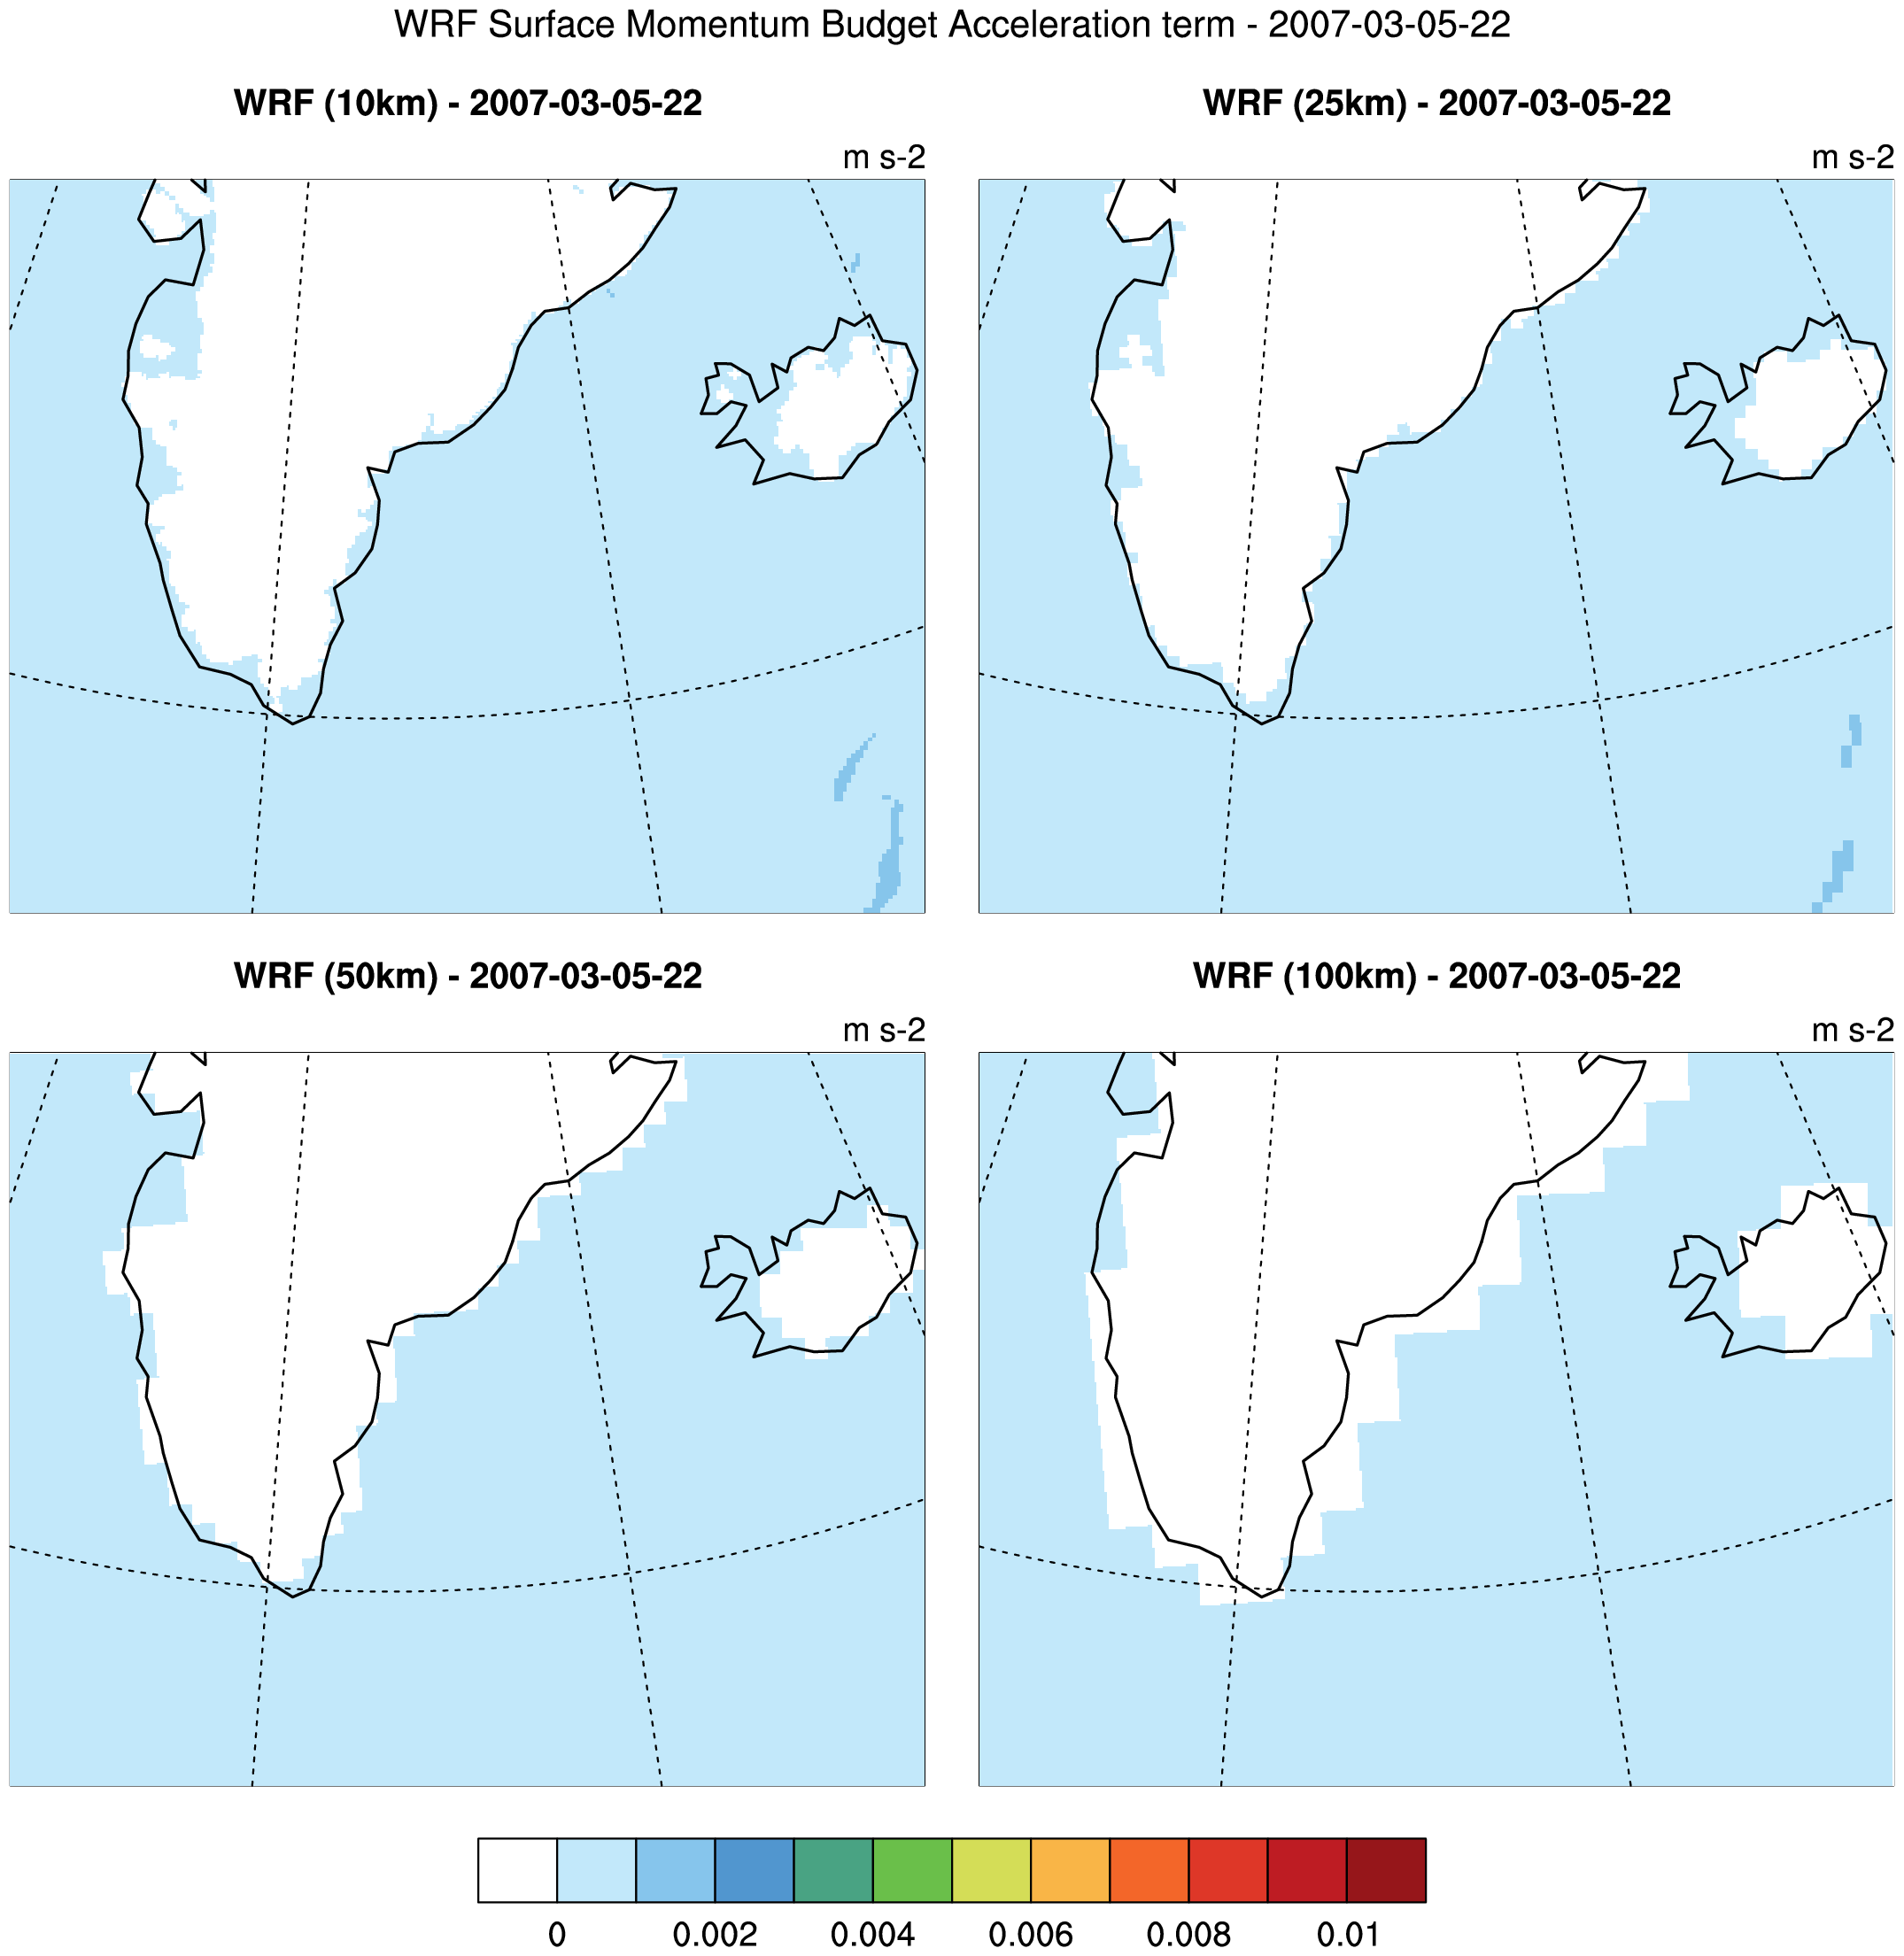 WRF Surface Momentum Budget Acceleration term - 2007-03-05-22
WRF (10km) - 2007-03-05-22
m s-2
WRF (25km) - 2007-03-05-22
m s-2
WRF (50km) - 2007-03-05-22
m s-2
WRF (100km) - 2007-03-05-22
m s-2
0 0.002 0.004 0.006 0.008 0.01